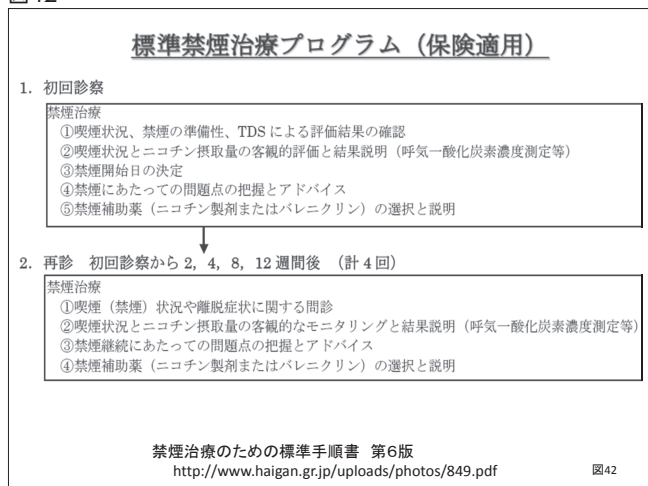 標準禁煙治療プログラム（保険適用）
1. 初回診察
禁煙治療
①喫煙状況、禁煙の準備性、TDS による評価結果の確認
②喫煙状況とニコチン摂取量の客観的評価と結果説明（呼気一酸化炭素濃度測定等）
③禁煙開始日の決定
④禁煙にあたっての問題点の把握とアドバイス
⑤禁煙補助薬（ニコチン製剤またはバレニクリン）の選択と説明
2. 再診 初回診察から 2, 4, 8, 12 週間後 （計 4 回）
禁煙治療
①喫煙（禁煙）状況や離脱症状に関する問診
②喫煙状況とニコチン摂取量の客観的なモニタリングと結果説明（呼気一酸化炭素濃度測定等）
③禁煙継続にあたっての問題点の把握とアドバイス
④禁煙補助薬（ニコチン製剤またはバレニクリン）の選択と説明
禁煙治療のための標準手順書 第6版
http://www.haigan.gr.jp/uploads/photos/849.pdf
図42